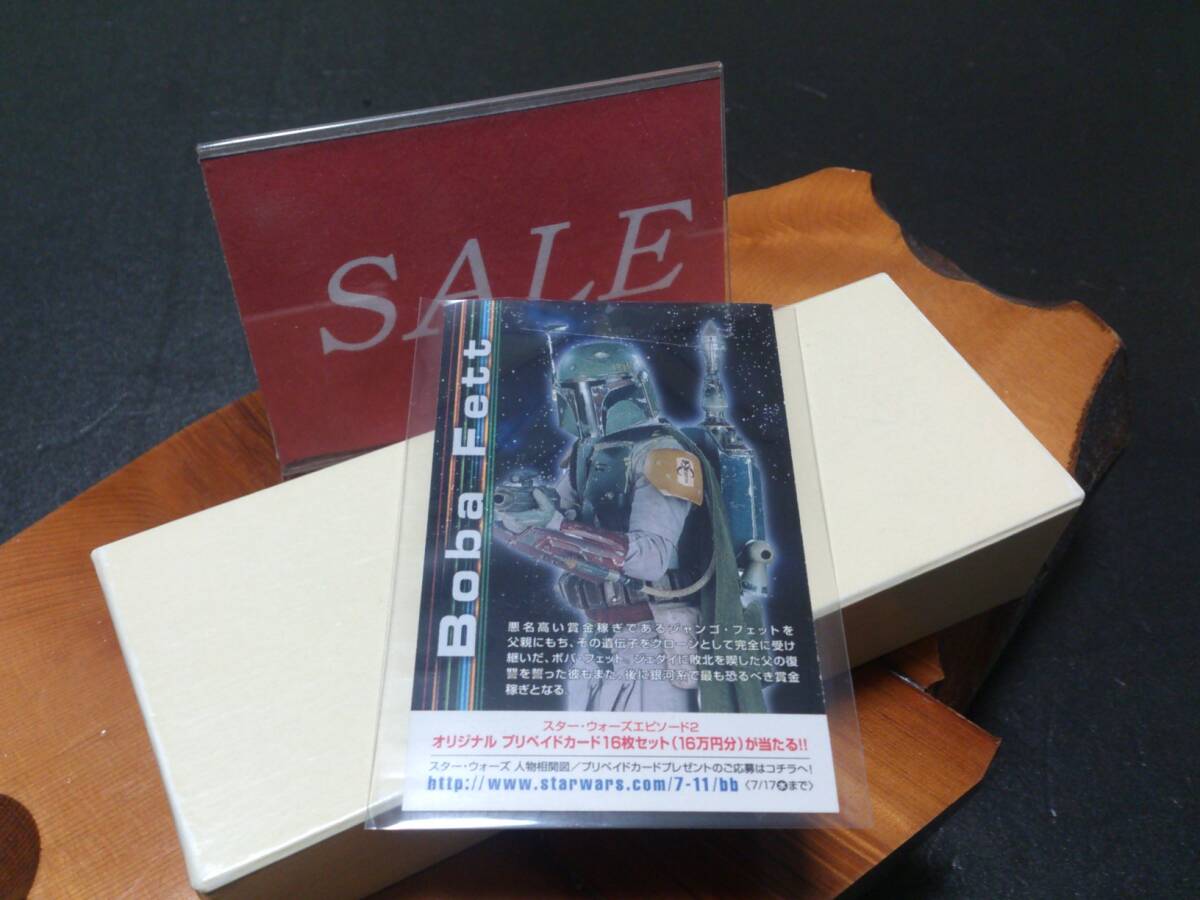 SALE
Boba Fett
悪名高い賞金稼ぎであるジャンゴ・フェットを
父親にもち、その遺伝子をクローンとして完全に受け
継いだ、ボバ・フェット。ジェダイに敗北を喫した父の復
讐を誓った彼もまた、後に銀河系で最も恐るべき賞金
稼ぎとなる。
スター・ウォーズエピソード2
オリジナル プリペイドカード16枚セット(16万円分)が当たる!!
スター・ウォーズ 人物相関図/プリペイドカードプレゼントのご応募はコチラへ!
http://www.starwars.com/7-11/bb 〈7/17㊌まで〉